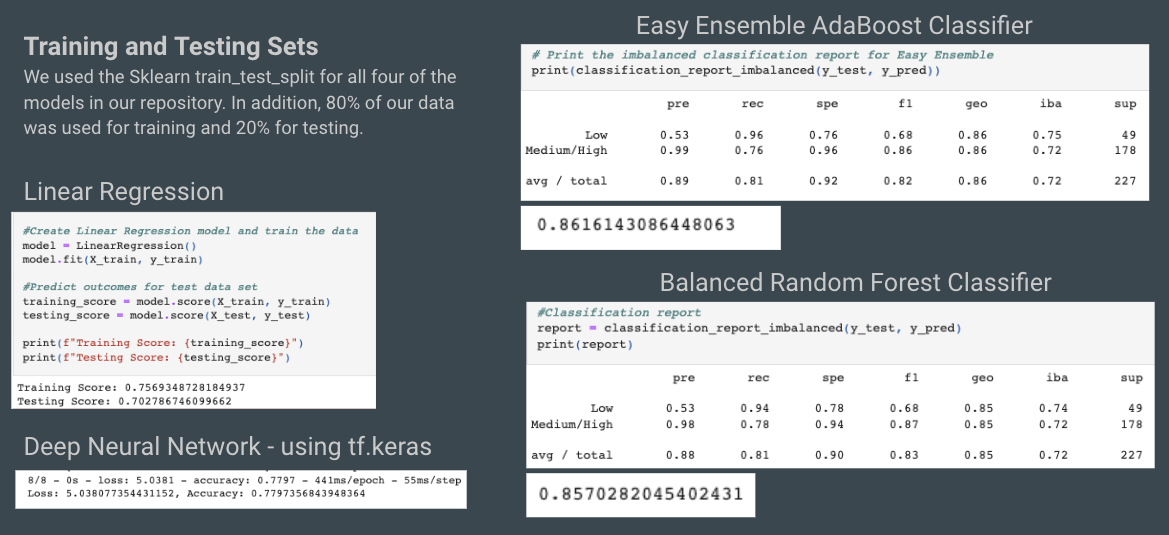 Training and Testing Sets
We used the Sklearn train_test_split for all four of the
models in our repository. In addition, 80% of our data
was used for training and 20% for testing.
Linear Regression
#Create Linear Regression model and train the data
model = LinearRegression()
model.fit(X_train, y_train)
#Predict outcomes for test data set
training_score = model.score(X_train, y_train)
testing_score = model.score(X_test, y_test)
print(f"Training Score: {training_score}")
print(f"Testing Score: {testing_score}")
Training Score: 0.7569348728184937
Testing Score: 0.702786746099662
Deep Neural Network - using tf.keras
8/8 - 0s - loss: 5.0381 - accuracy: 0.7797 - 441ms/epoch - 55ms/step
Loss: 5.038077354431152, Accuracy: 0.7797356843948364
Easy Ensemble AdaBoost Classifier
# Print the imbalanced classification report for Easy Ensemble
print(classification_report_imbalanced(y_test, y_pred))
pre rec spe f1 geo iba sup
Low 0.53 0.96 0.76 0.68 0.86 0.75 49
Medium/High 0.99 0.76 0.96 0.86 0.86 0.72 178
avg / total 0.89 0.81 0.92 0.82 0.86 0.72 227
0.8616143086448063
Balanced Random Forest Classifier
#Classification report
report = classification_report_imbalanced(y_test, y_pred)
print(report)
pre rec spe f1 geo iba sup
Low 0.53 0.94 0.78 0.68 0.85 0.74 49
Medium/High 0.98 0.78 0.94 0.87 0.85 0.72 178
avg / total 0.88 0.81 0.90 0.83 0.85 0.72 227
0.8570282045402431